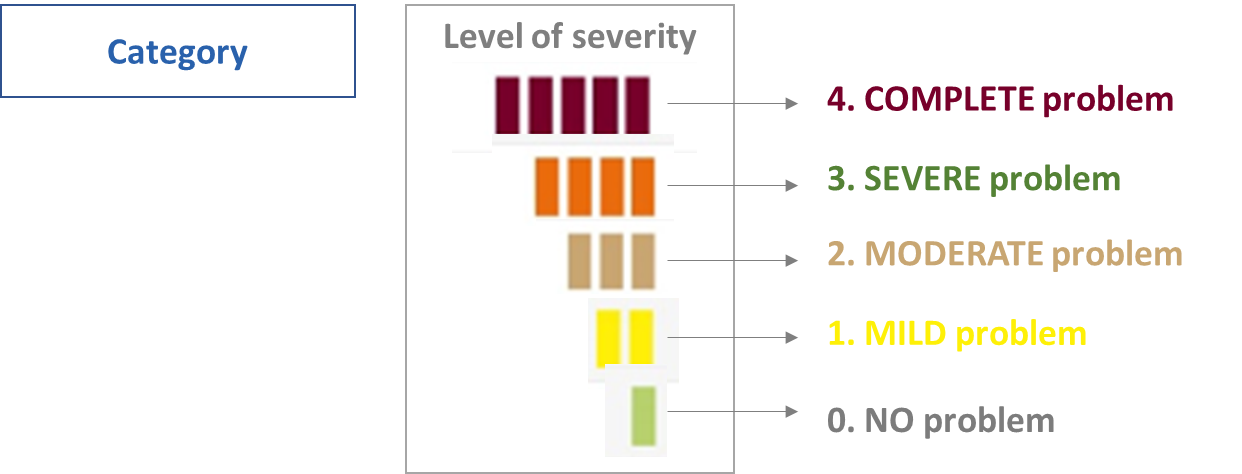 Category
Level of severity
4. COMPLETE problem
3. SEVERE problem
2. MODERATE problem
1. MILD problem
0. NO problem